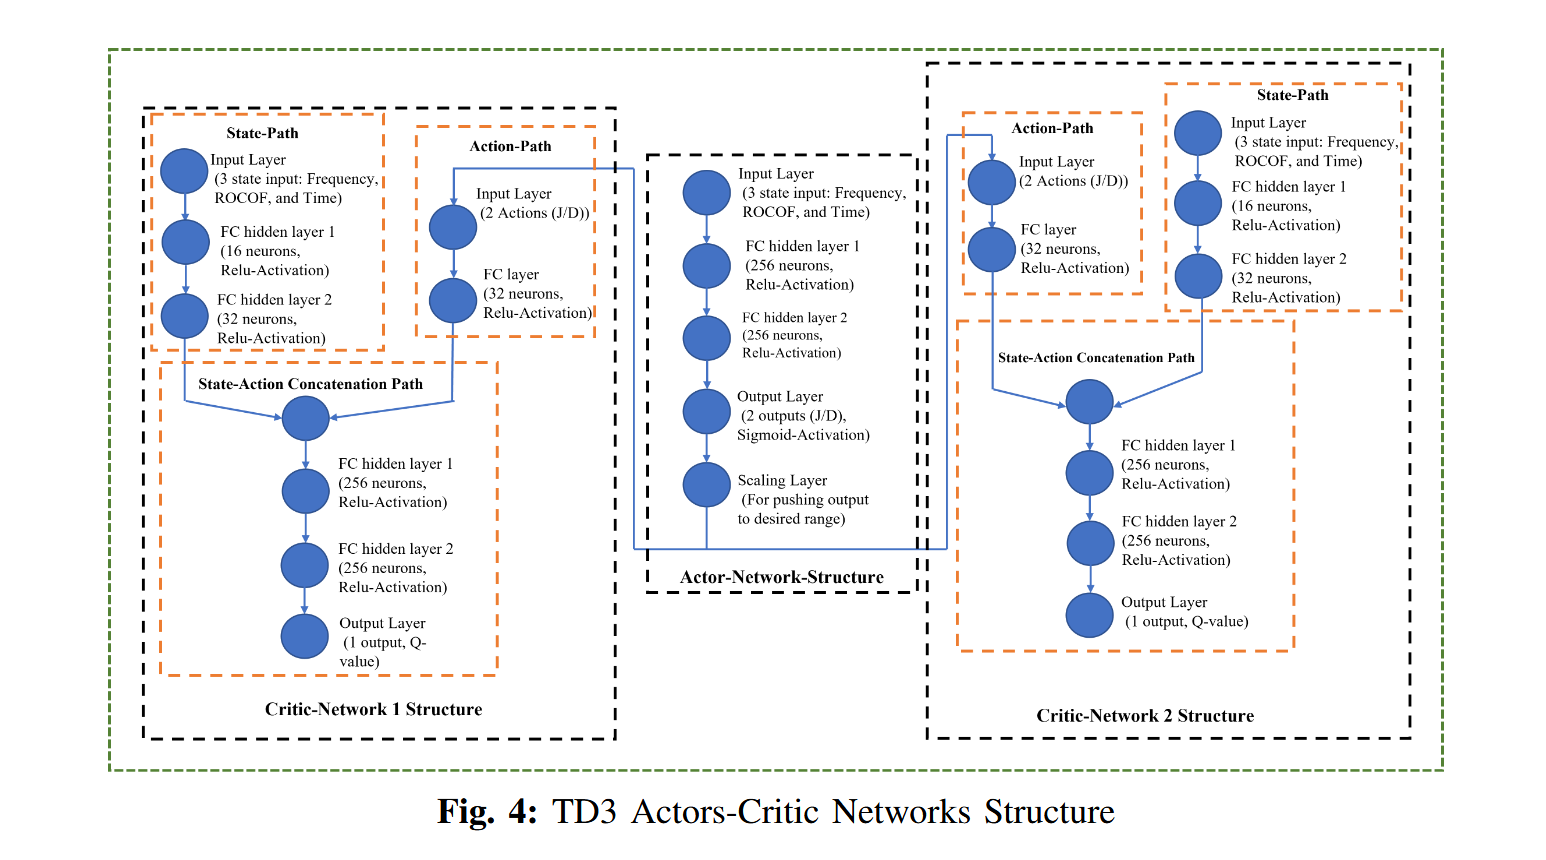 State-Path
Input Layer
(3 state input: Frequency,
ROCOF, and Time)
FC hidden layer 1
(16 neurons,
Relu-Activation)
FC hidden layer 2
(32 neurons,
Relu-Activation)
Action-Path
Input Layer
(2 Actions (J/D))
FC layer
(32 neurons,
Relu-Activation)
State-Action Concatenation Path
FC hidden layer 1
(256 neurons,
Relu-Activation)
FC hidden layer 2
(256 neurons,
Relu-Activation)
Output Layer
(1 output, Q-
value)
Critic-Network 1 Structure
Input Layer
(3 state input: Frequency,
ROCOF, and Time)
FC hidden layer 1
(256 neurons,
Relu-Activation)
FC hidden layer 2
(256 neurons,
Relu-Activation)
Output Layer
(2 outputs (J/D),
Sigmoid-Activation)
Scaling Layer
(For pushing output
to desired range)
Actor-Network-Structure
Action-Path
Input Layer
(2 Actions (J/D))
FC layer
(32 neurons,
Relu-Activation)
State-Path
Input Layer
(3 state input: Frequency,
ROCOF, and Time)
FC hidden layer 1
(16 neurons,
Relu-Activation)
FC hidden layer 2
(32 neurons,
Relu-Activation)
State-Action Concatenation Path
FC hidden layer 1
(256 neurons,
Relu-Activation)
FC hidden layer 2
(256 neurons,
Relu-Activation)
Output Layer
(1 output, Q-value)
Critic-Network 2 Structure
Fig. 4: TD3 Actors-Critic Networks Structure